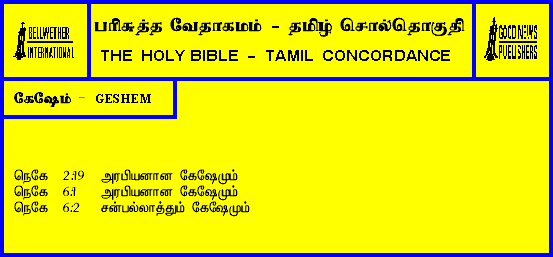 BELLWETHER
INTERNATIONAL
பரிசுத்த வேதாகமம் - தமிழ் சொல்தொகுதி
THE HOLY BIBLE - TAMIL CONCORDANCE
GOOD NEWS
PUBLISHERS
கேஷேம் - GESHEM
நெகே 2:19 அரபியனான கேஷேமும்
நெகே 6:1 அரபியனான கேஷேமும்
நெகே 6:2 சன்பல்லாத்தும் கேஷேமும்